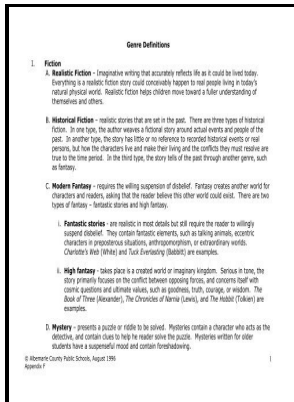 Genre Definitions
I. Fiction
A. Realistic Fiction – Imaginative writing that accurately reflects life as it could be lived today.
Everything is a realistic fiction story could conceivably happen to real people living in today's
natural physical world. Realistic fiction helps children move toward a fuller understanding of
themselves and others.
B. Historical Fiction – realistic stories that are set in the past. There are three types of historical
fiction. In one type, the author weaves a fictional story around actual events and people of the
past. In another type, the story has little or no reference to recorded historical events or real
persons, but how the characters live and make their living and the conflicts they must resolve are
true to the time period. In the third type, the story tells of the past through another genre, such
as fantasy.
C. Modern Fantasy – requires the willing suspension of disbelief. Fantasy creates another world for
characters and readers, asking that the reader believe this other world could exist. There are two
types of fantasy – fantastic stories and high fantasy.
i. Fantastic stories - are realistic in most details but still require the reader to willingly
suspend disbelief. They contain fantastic elements, such as talking animals, eccentric
characters in preposterous situations, anthropomorphism, or extraordinary worlds.
Charlotte's Web (White) and Tuck Everlasting (Babbitt) are examples.
ii. High fantasy - takes place is a created world or imaginary kingdom. Serious in tone, the
story primarily focuses on the conflict between opposing forces, and concerns itself with
cosmic questions and ultimate values, such as goodness, truth, courage, or wisdom. The
Book of Three (Alexander), The Chronicles of Narnia (Lewis), and The Hobbit (Tolkien) are
examples.
D. Mystery – presents a puzzle or riddle to be solved. Mysteries contain a character who acts as the
detective, and contain clues to help he reader solve the puzzle. Mysteries written for older
students have a suspenseful mood and contain foreshadowing.
© Albemarle County Public Schools, August 1996 1
Appendix F